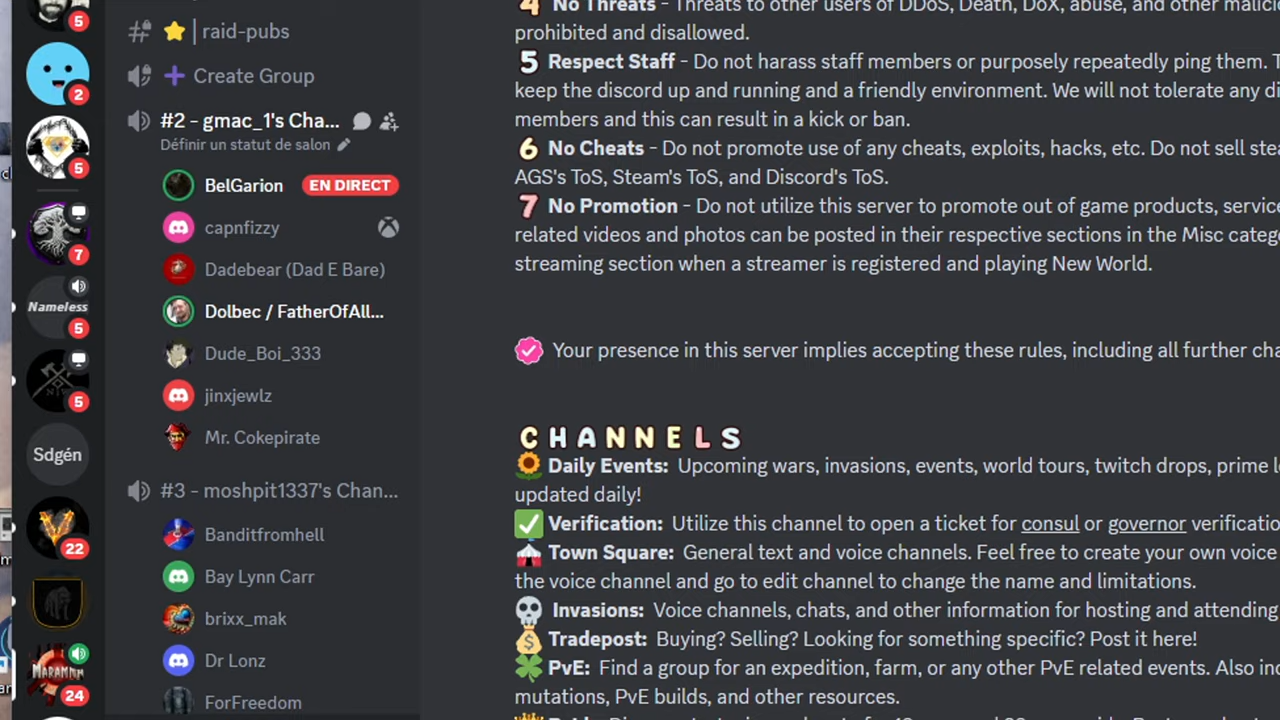 5
raid-pubs
2
Create Group
5
#2 - gmac_1's Cha...
Définir un statut de salon
BelGarion EN DIRECT
capnfizzy
7
Dadebear (Dad E Bare)
Nameless
5
Dolbec / FatherOfAll...
Dude_Boi_333
5
jinxjewlz
Mr. Cokepirate
Sdgén
#3 - moshpit1337's Chan...
V
22
Banditfromhell
Bay Lynn Carr
brixx_mak
Dr Lonz
24
ForFreedom
4 No Threats - Threats to other users of DDoS, Death, DoX, abuse, and other malicio
prohibited and disallowed.
5 Respect Staff - Do not harass staff members or purposely repeatedly ping them. T
keep the discord up and running and a friendly environment. We will not tolerate any di
members and this can result in a kick or ban.
6 No Cheats - Do not promote use of any cheats, exploits, hacks, etc. Do not sell stea
AGS's ToS, Steam's ToS, and Discord's ToS.
7 No Promotion - Do not utilize this server to promote out of game products, service
related videos and photos can be posted in their respective sections in the Misc catego
streaming section when a streamer is registered and playing New World.
Your presence in this server implies accepting these rules, including all further cha
CHANNELS
Daily Events: Upcoming wars, invasions, events, world tours, twitch drops, prime lo
updated daily!
Verification: Utilize this channel to open a ticket for consul or governor verificatio
Town Square: General text and voice channels. Feel free to create your own voice
the voice channel and go to edit channel to change the name and limitations.
Invasions: Voice channels, chats, and other information for hosting and attending
Tradepost: Buying? Selling? Looking for something specific? Post it here!
PvE: Find a group for an expedition, farm, or any other PvE related events. Also inc
mutations, PvE builds, and other resources.